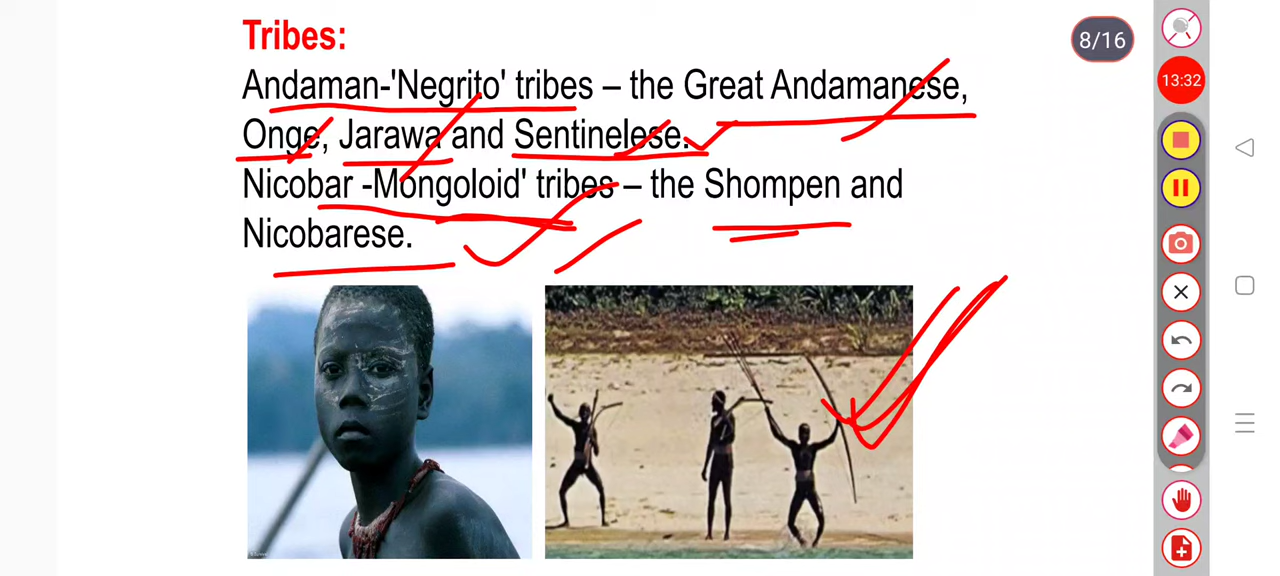 Tribes:
8/16
Andaman-'Negrito' tribes – the Great Andamanese,
13:32
Onge, Jarawa and Sentinelese.
Nicobar -Mongoloid' tribes – the Shompen and
Nicobarese.